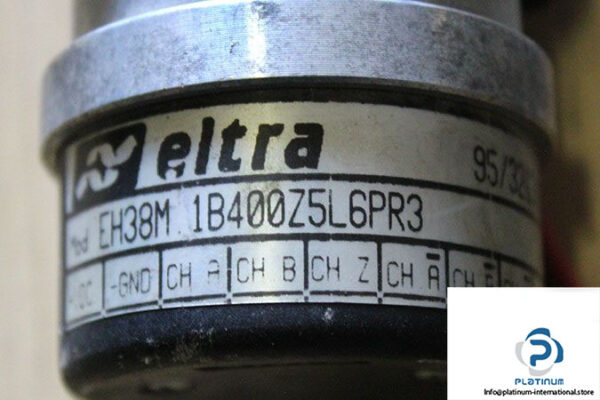 eltra
95/32
Mod EH38M 1B400Z5L6PR3
-GND CH A CH B CH Z CH A̅
PLATINUM
Info@platinum-international.store